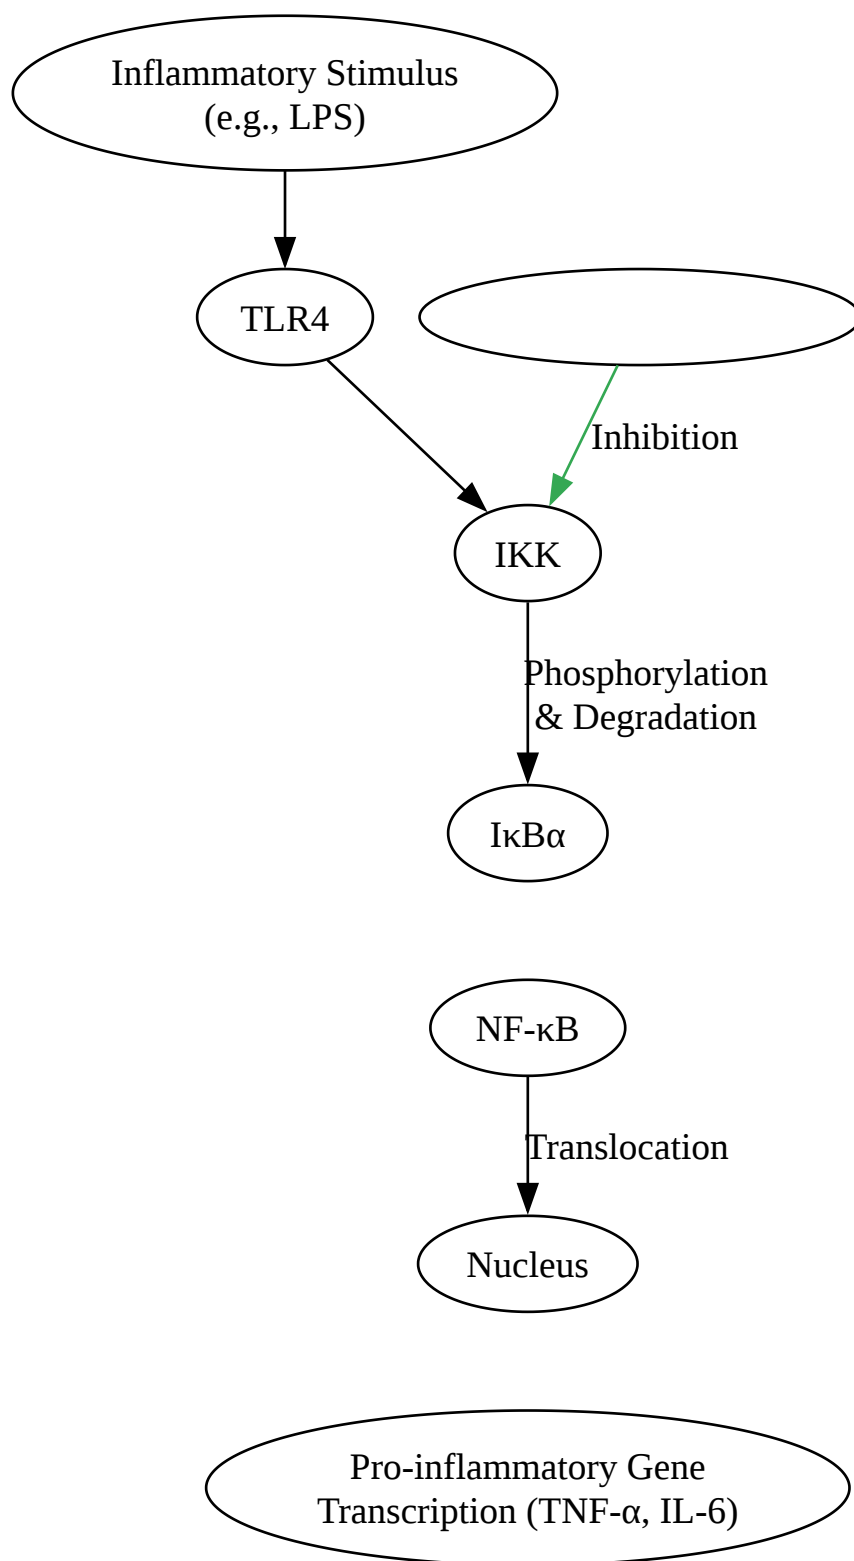 Inflammatory Stimulus
(e.g., LPS)
TLR4
Inhibition
IKK
Phosphorylation
& Degradation
IκBα
NF-κB
Translocation
Nucleus
Pro-inflammatory Gene
Transcription (TNF-α, IL-6)